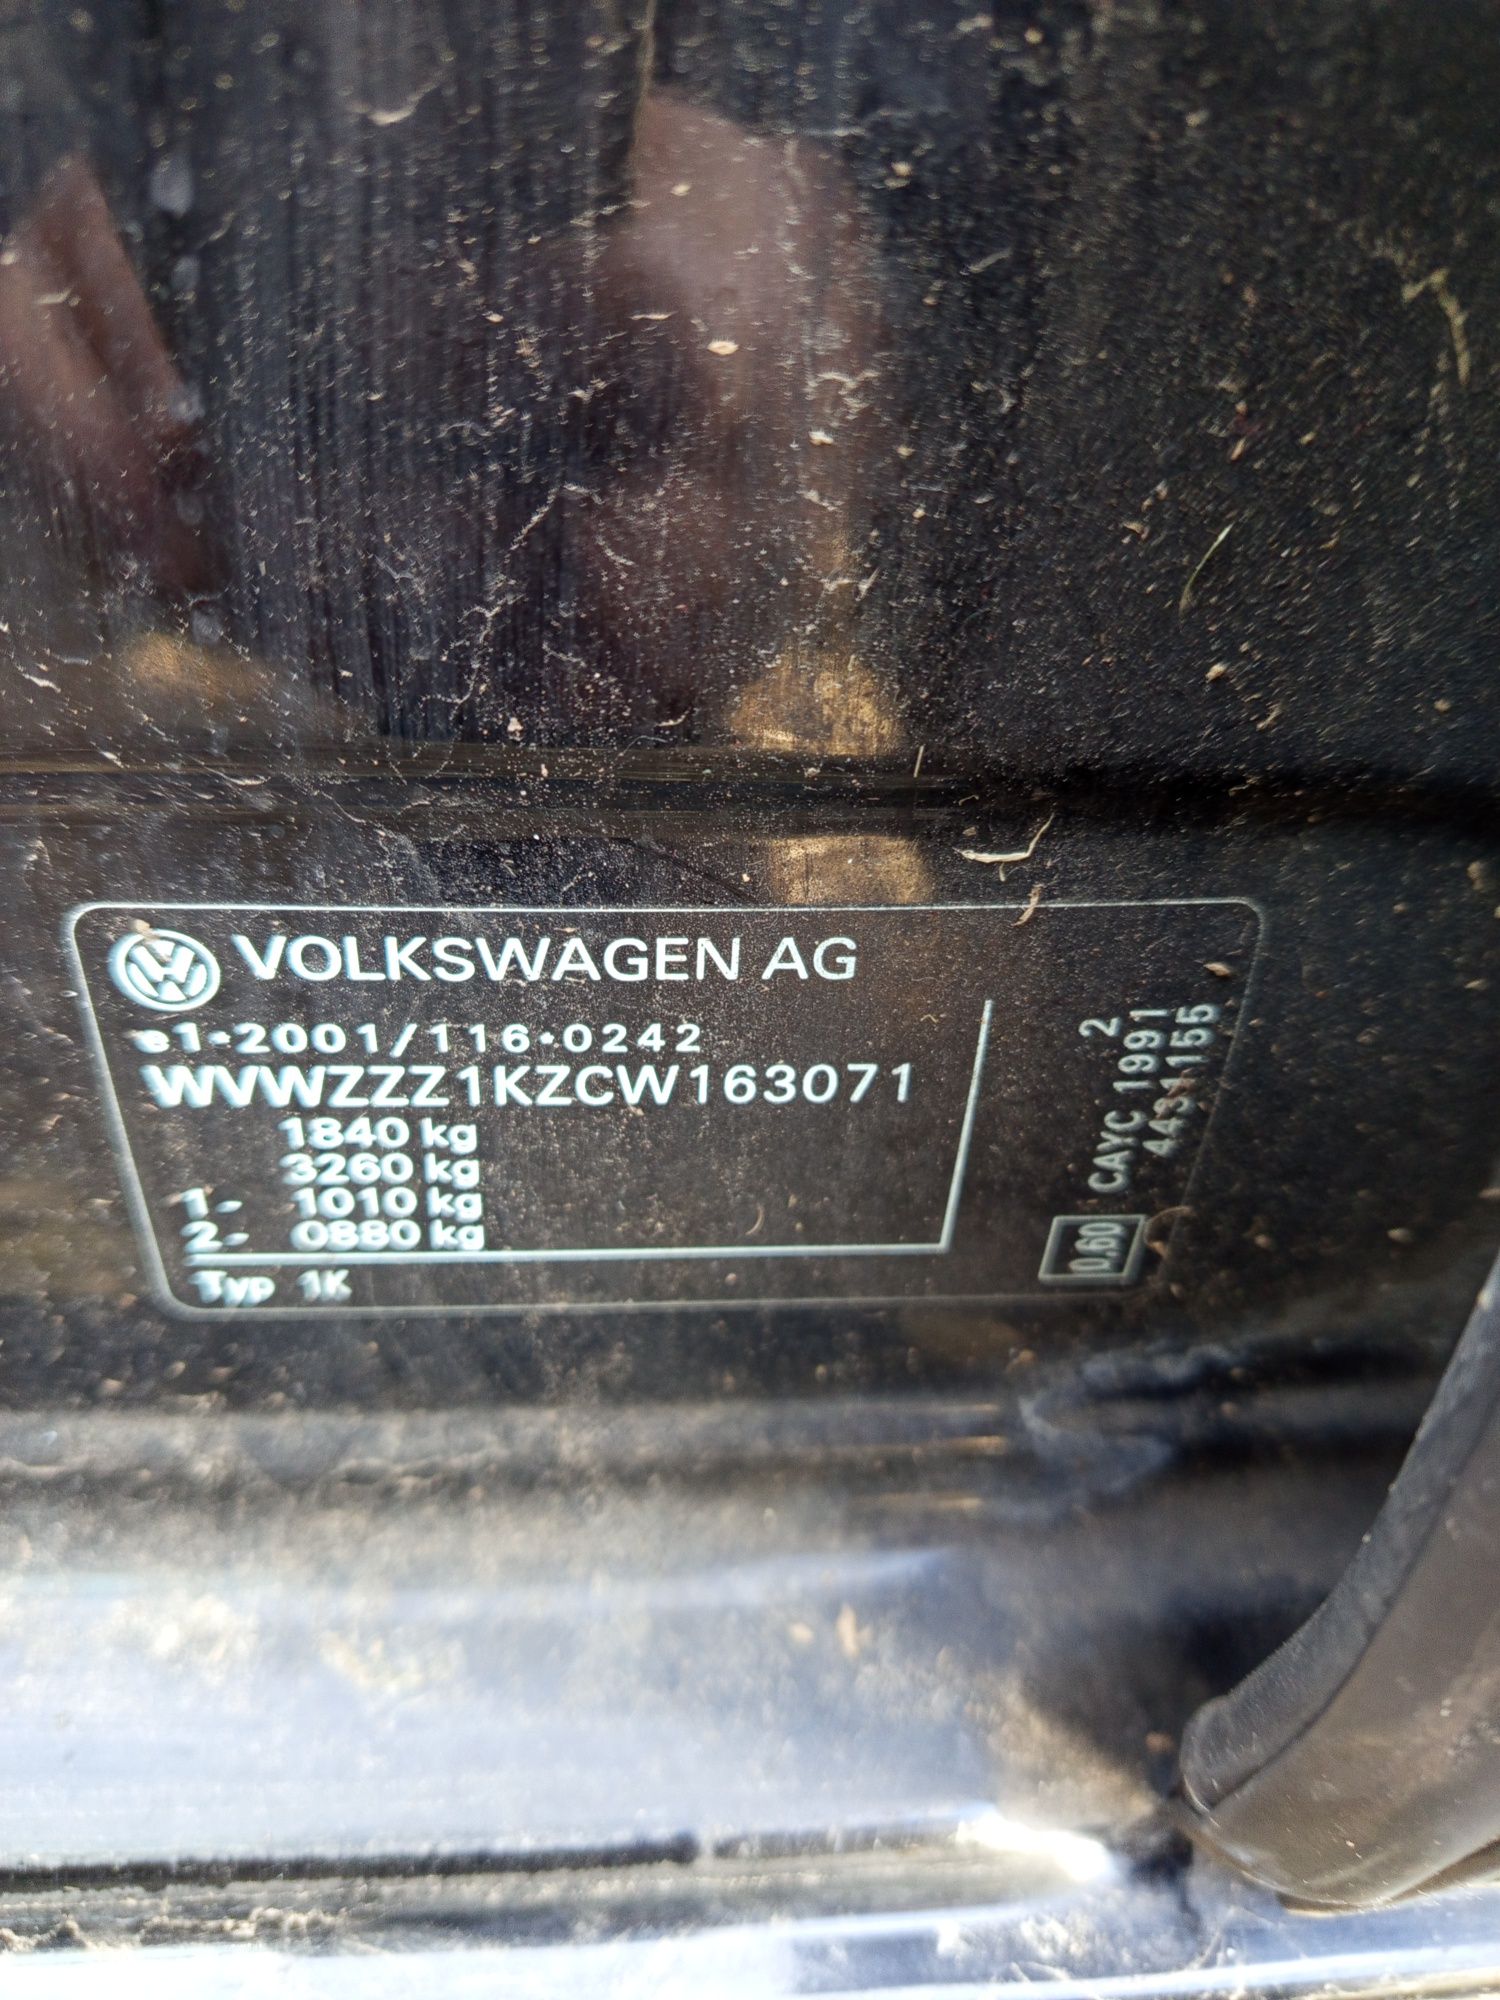 VOLKSWAGEN AG
e1*2001/116*0242
WVWZZZ1KZCW163071
1840 kg
3260 kg
1- 1010 kg
2- 0880 kg
Typ 1K
2
CAYC 1991
4431155
0.60